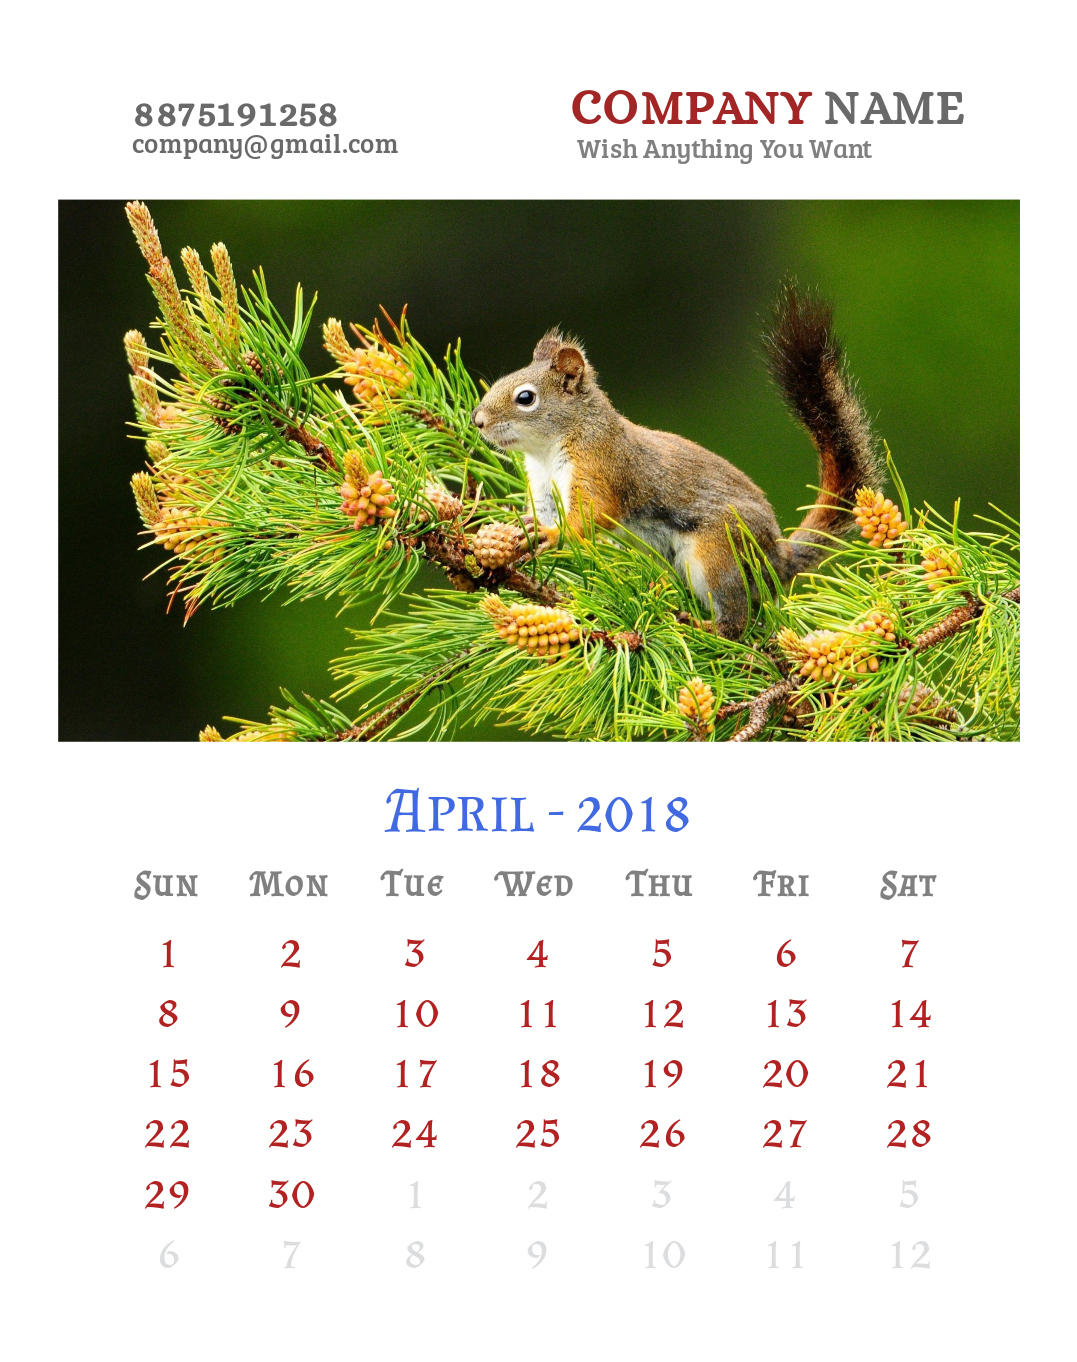 8875191258
company@gmail.com
COMPANY NAME
Wish Anything You Want
April - 2018
Sun Mon Tue Wed Thu Fri Sat
1 2 3 4 5 6 7
8 9 10 11 12 13 14
15 16 17 18 19 20 21
22 23 24 25 26 27 28
29 30 1 2 3 4 5
6 7 8 9 10 11 12